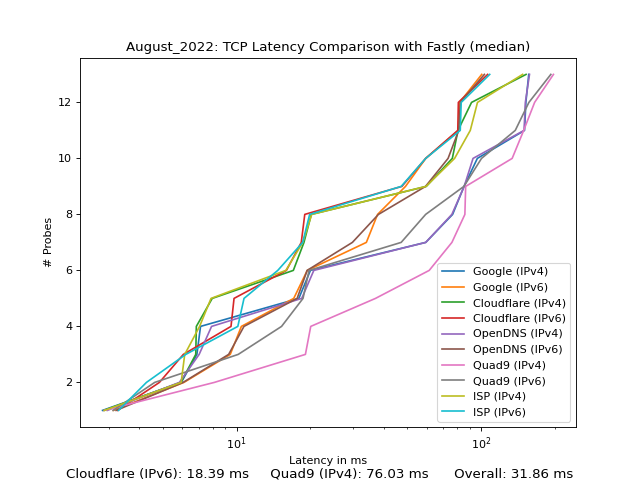 August_2022: TCP Latency Comparison with Fastly (median)
# Probes
12
10
8
6
4
2
Google (IPv4)
Google (IPv6)
Cloudflare (IPv4)
Cloudflare (IPv6)
OpenDNS (IPv4)
OpenDNS (IPv6)
Quad9 (IPv4)
Quad9 (IPv6)
ISP (IPv4)
ISP (IPv6)
10¹ 10²
Latency in ms
Cloudflare (IPv6): 18.39 ms Quad9 (IPv4): 76.03 ms Overall: 31.86 ms